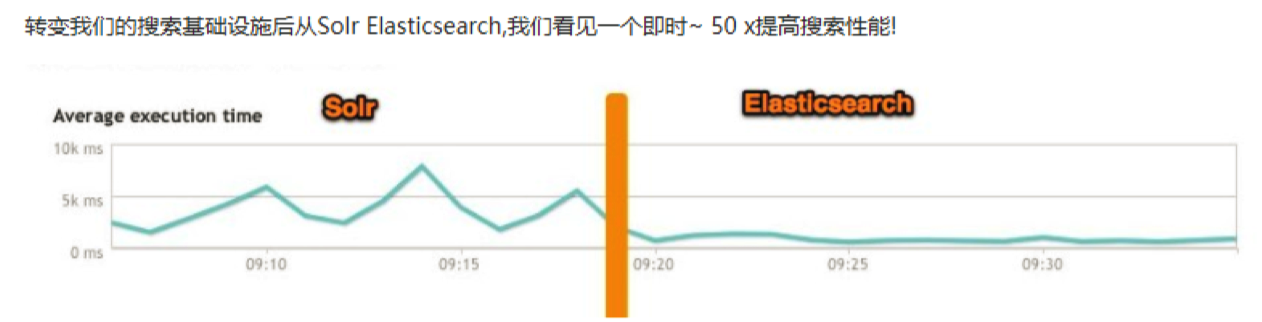 转变我们的搜索基础设施后从Solr Elasticsearch,我们看见一个即时~ 50 x提高搜索性能!
Solr
Elasticsearch
Average execution time
10k ms
5k ms
0 ms
09:10
09:15
09:20
09:25
09:30